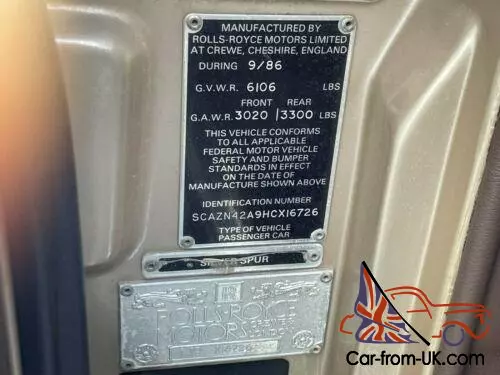 MANUFACTURED BY
ROLLS-ROYCE MOTORS LIMITED
AT CREWE, CHESHIRE, ENGLAND
DURING 9/86
G.V.W.R. 6106 LBS
FRONT REAR
G.A.W.R. 3020 3300 LBS
THIS VEHICLE CONFORMS
TO ALL APPLICABLE
FEDERAL MOTOR VEHICLE
SAFETY AND BUMPER
STANDARDS IN EFFECT
ON THE DATE OF
MANUFACTURE SHOWN ABOVE
IDENTIFICATION NUMBER
SCAZN42A9HCX16726
TYPE OF VEHICLE
PASSENGER CAR
SILVER SPUR
ROLLS-ROYCE
MOTORS
Car-from-UK.com